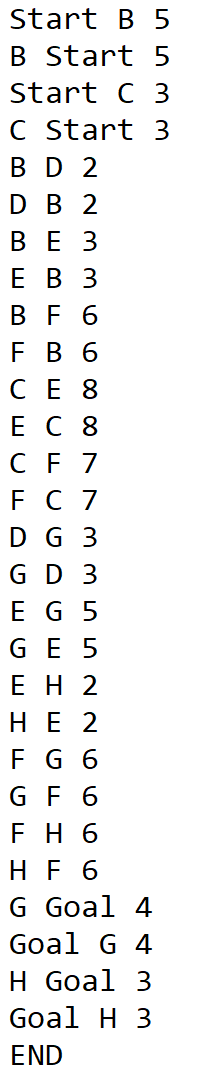 Start B 5
B Start 5
Start C 3
C Start 3
B D 2
D B 2
B E 3
E B 3
B F 6
F B 6
C E 8
E C 8
C F 7
F C 7
D G 3
G D 3
E G 5
G E 5
E H 2
H E 2
F G 6
G F 6
F H 6
H F 6
G Goal 4
Goal G 4
H Goal 3
Goal H 3
END